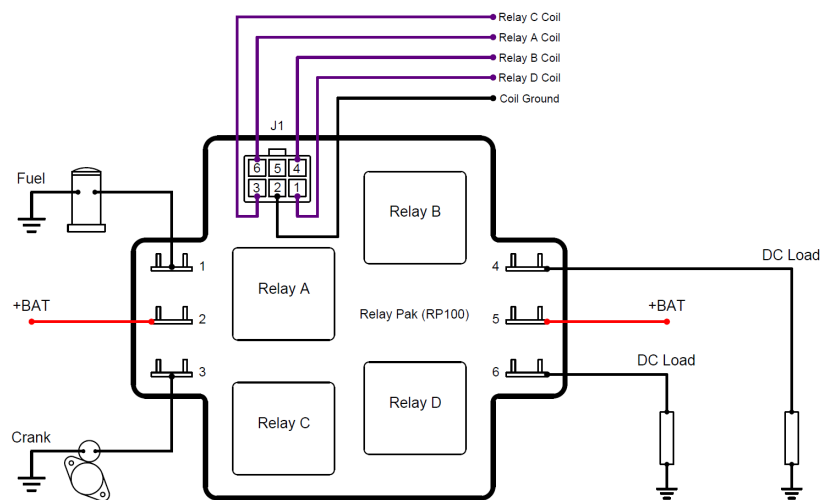 Relay C Coil
Relay A Coil
Relay B Coil
Relay D Coil
Coil Ground
J1
6 5 4
3 2 1
Fuel
Relay B
1
4
DC Load
Relay A
+BAT
2
Relay Pak (RP100)
5
+BAT
3
6
DC Load
Relay C
Relay D
Crank